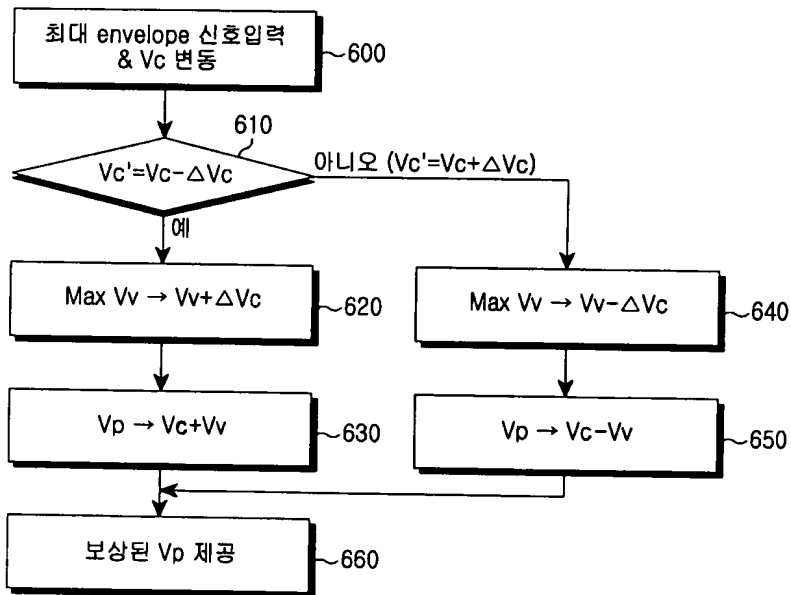 최대 envelope 신호입력
& Vc 변동
600
610
Vc'=Vc-△Vc
아니오 (Vc'=Vc+△Vc)
예
Max Vv → Vv+△Vc
620
Max Vv → Vv-△Vc
640
Vp → Vc+Vv
630
Vp → Vc-Vv
650
보상된 Vp 제공
660